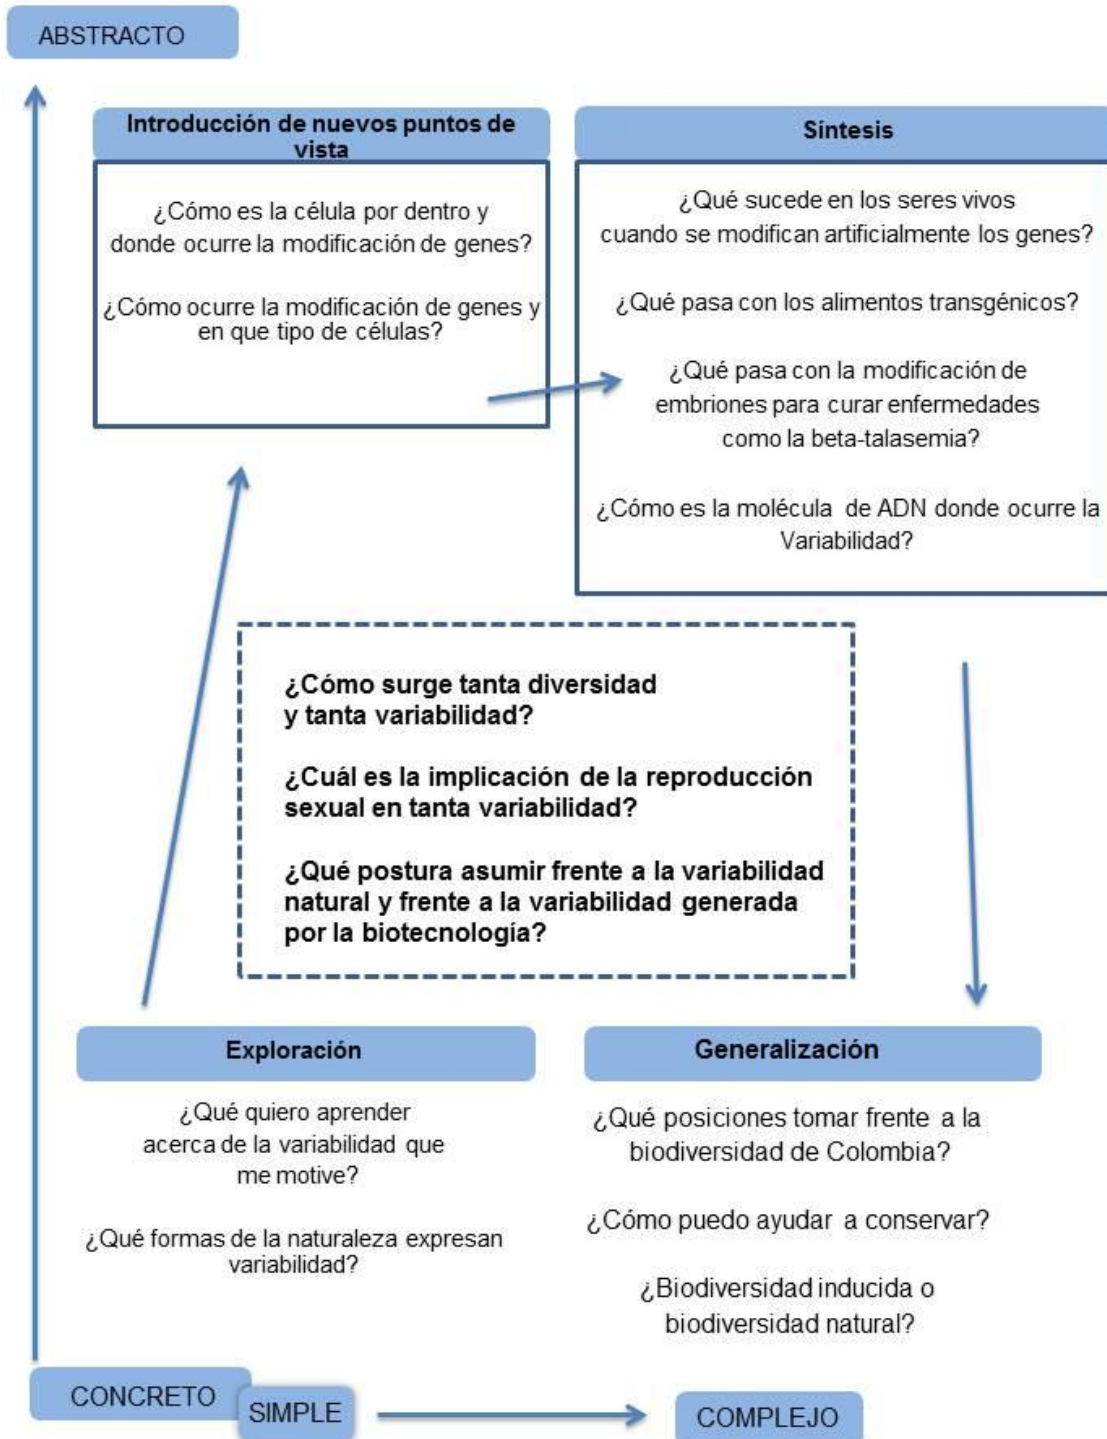 ABSTRACTO
Introducción de nuevos puntos de
vista
¿Cómo es la célula por dentro y
donde ocurre la modificación de genes?
¿Cómo ocurre la modificación de genes y
en que tipo de células?
Síntesis
¿Qué sucede en los seres vivos
cuando se modifican artificialmente los genes?
¿Qué pasa con los alimentos transgénicos?
¿Qué pasa con la modificación de
embriones para curar enfermedades
como la beta-talasemia?
¿Cómo es la molécula de ADN donde ocurre la
Variabilidad?
¿Cómo surge tanta diversidad
y tanta variabilidad?
¿Cuál es la implicación de la reproducción
sexual en tanta variabilidad?
¿Qué postura asumir frente a la variabilidad
natural y frente a la variabilidad generada
por la biotecnología?
Exploración
¿Qué quiero aprender
acerca de la variabilidad que
me motive?
¿Qué formas de la naturaleza expresan
variabilidad?
Generalización
¿Qué posiciones tomar frente a la
biodiversidad de Colombia?
¿Cómo puedo ayudar a conservar?
¿Biodiversidad inducida o
biodiversidad natural?
CONCRETO
SIMPLE
COMPLEJO